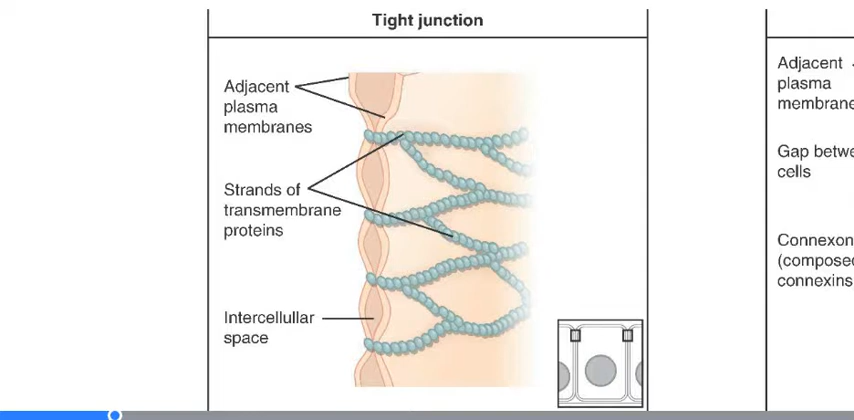 Tight junction
Adjacent
plasma
membranes
Strands of
transmembrane
proteins
Intercellullar
space
Adjacent
plasma
membrane
Gap betwe
cells
Connexon
(compose
connexins